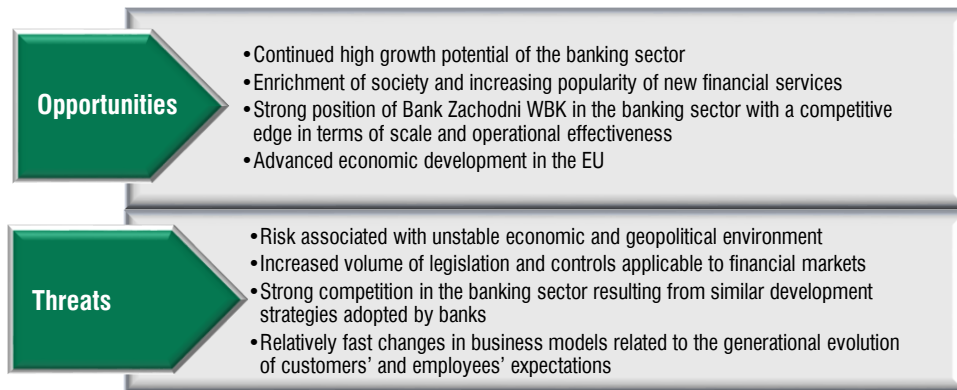 Opportunities
•Continued high growth potential of the banking sector
•Enrichment of society and increasing popularity of new financial services
•Strong position of Bank Zachodni WBK in the banking sector with a competitive
edge in terms of scale and operational effectiveness
•Advanced economic development in the EU
Threats
•Risk associated with unstable economic and geopolitical environment
•Increased volume of legislation and controls applicable to financial markets
•Strong competition in the banking sector resulting from similar development
strategies adopted by banks
•Relatively fast changes in business models related to the generational evolution
of customers’ and employees’ expectations